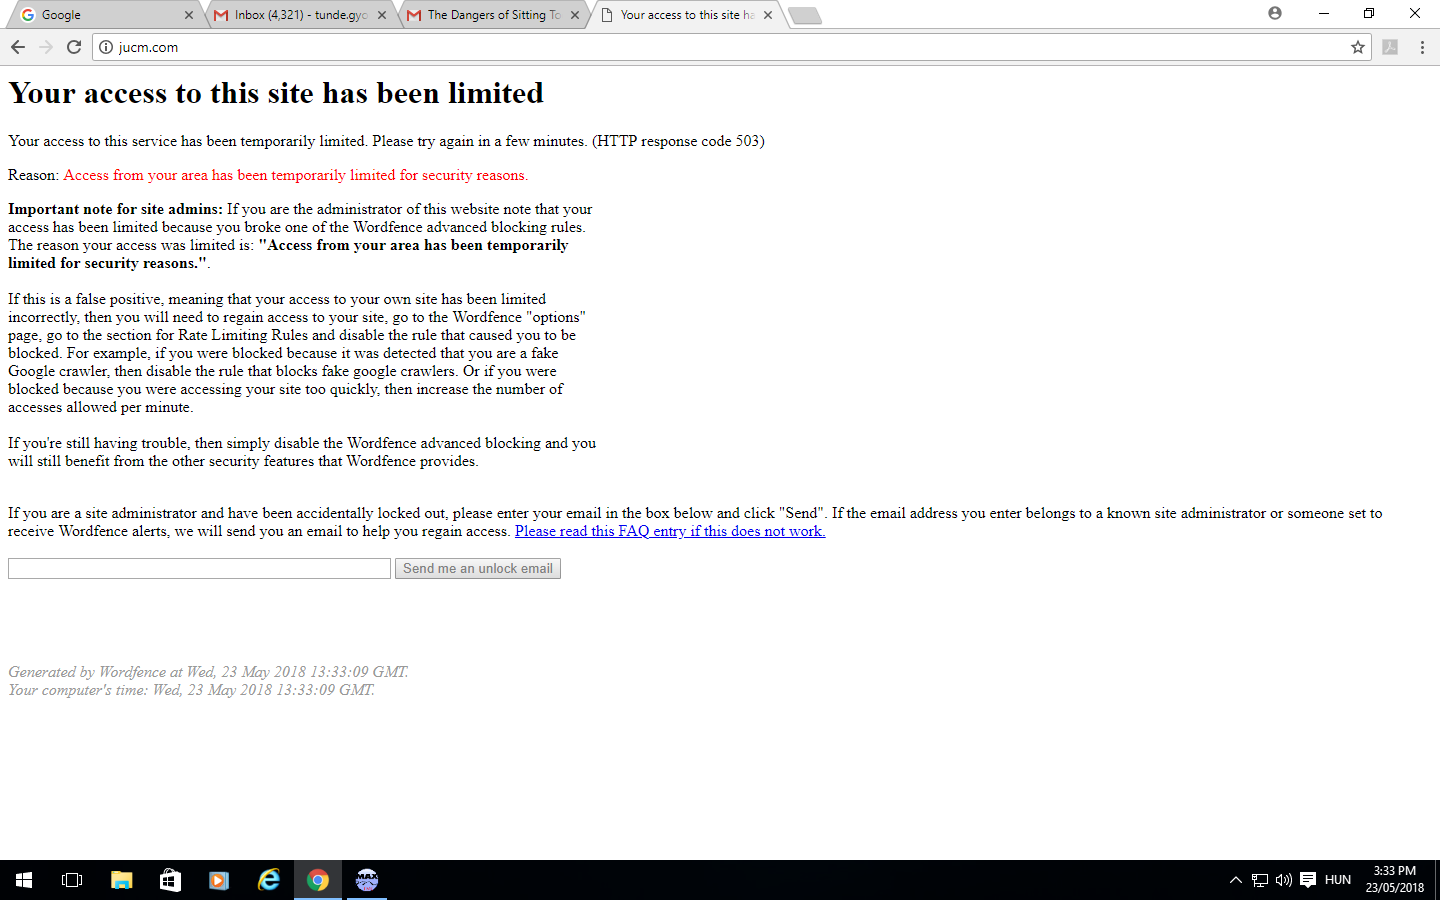 Google
Inbox (4,321) - tunde.gyo
The Dangers of Sitting To
Your access to this site ha
jucm.com
Your access to this site has been limited
Your access to this service has been temporarily limited. Please try again in a few minutes. (HTTP response code 503)
Reason: Access from your area has been temporarily limited for security reasons.
Important note for site admins: If you are the administrator of this website note that your
access has been limited because you broke one of the Wordfence advanced blocking rules.
The reason your access was limited is: "Access from your area has been temporarily
limited for security reasons.".
If this is a false positive, meaning that your access to your own site has been limited
incorrectly, then you will need to regain access to your site, go to the Wordfence "options"
page, go to the section for Rate Limiting Rules and disable the rule that caused you to be
blocked. For example, if you were blocked because it was detected that you are a fake
Google crawler, then disable the rule that blocks fake google crawlers. Or if you were
blocked because you were accessing your site too quickly, then increase the number of
accesses allowed per minute.
If you're still having trouble, then simply disable the Wordfence advanced blocking and you
will still benefit from the other security features that Wordfence provides.
If you are a site administrator and have been accidentally locked out, please enter your email in the box below and click "Send". If the email address you enter belongs to a known site administrator or someone set to
receive Wordfence alerts, we will send you an email to help you regain access. Please read this FAQ entry if this does not work.
Send me an unlock email
Generated by Wordfence at Wed, 23 May 2018 13:33:09 GMT.
Your computer's time: Wed, 23 May 2018 13:33:09 GMT.
MAX
HUN
3:33 PM
23/05/2018